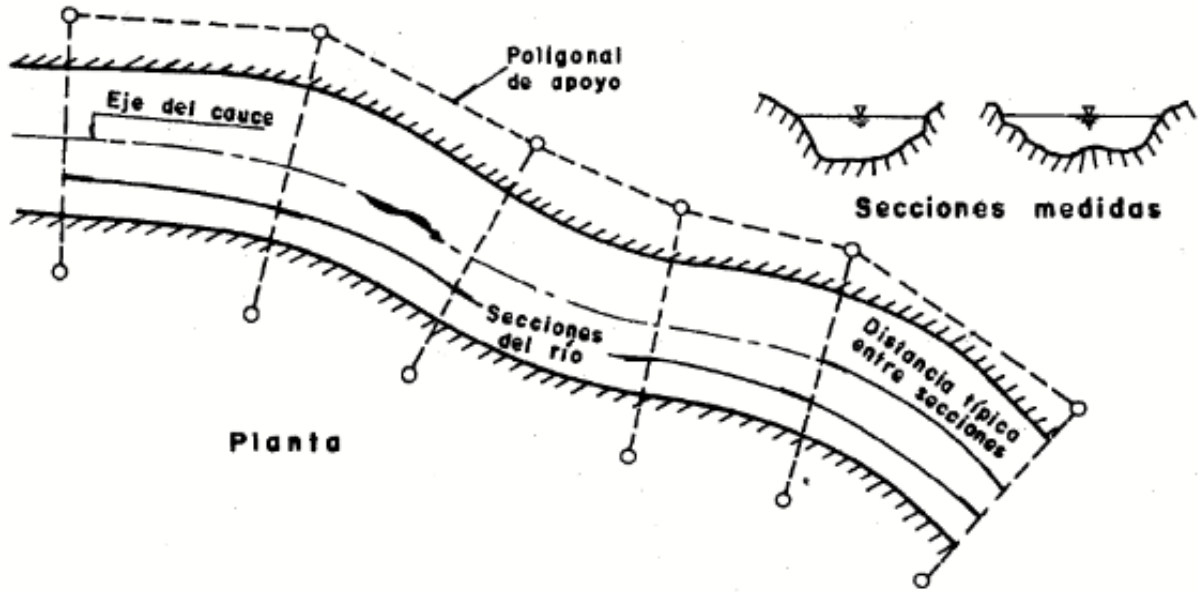 Poligonal
de apoyo
Eje del cauce
Secciones medidas
Secciones
del río
Distancia típica
entre secciones
Planta